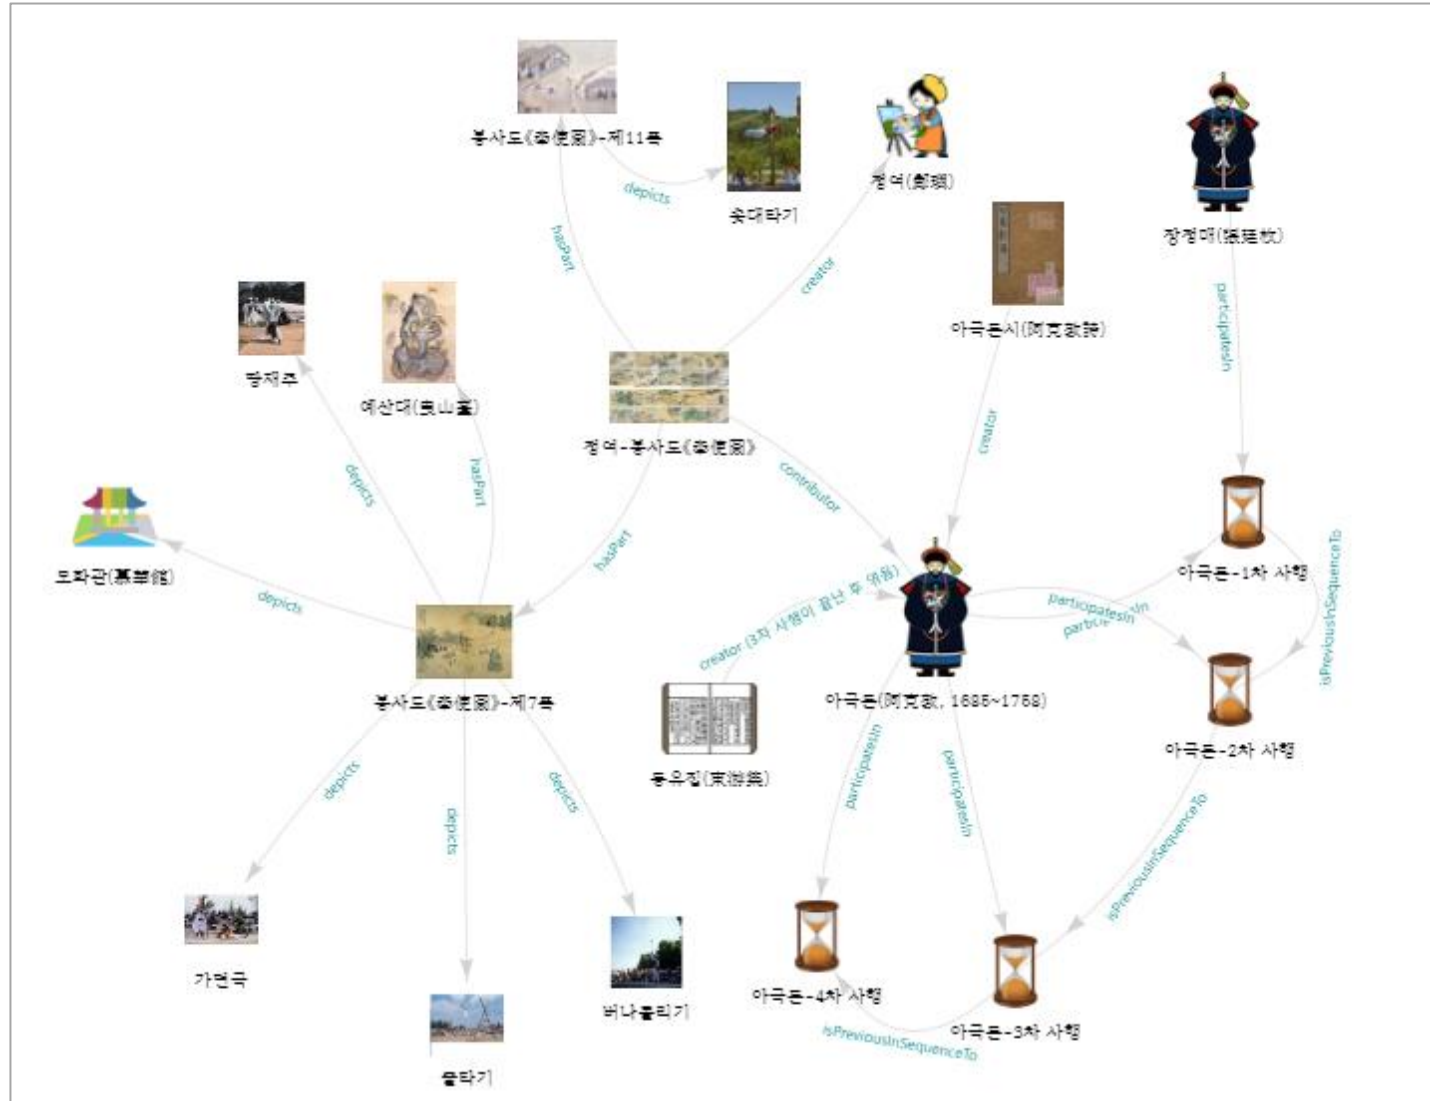 봉사도《奉使圖》-제11폭
depicts
솟대타기
정여(鄭璵)
장정매(張廷枚)
hasPart
creator
participatesIn
아극돈시(阿克敦詩)
땅재주
예산대(曳山臺)
정여-봉사도《奉使圖》
creator
depicts
hasPart
contributor
모화관(慕華館)
depicts
hasPart
아극돈-1차 사행
creator (3차 사행이 끝난 후 엮음)
participatesIn
isPreviousInSequenceTo
봉사도《奉使圖》-제7폭
아극돈(阿克敦, 1685~1758)
아극돈-2차 사행
동유집(東游集)
participatesIn
participatesIn
depicts
depicts
depicts
isPreviousInSequenceTo
가면극
버나돌리기
아극돈-4차 사행
아극돈-3차 사행
isPreviousInSequenceTo
줄타기